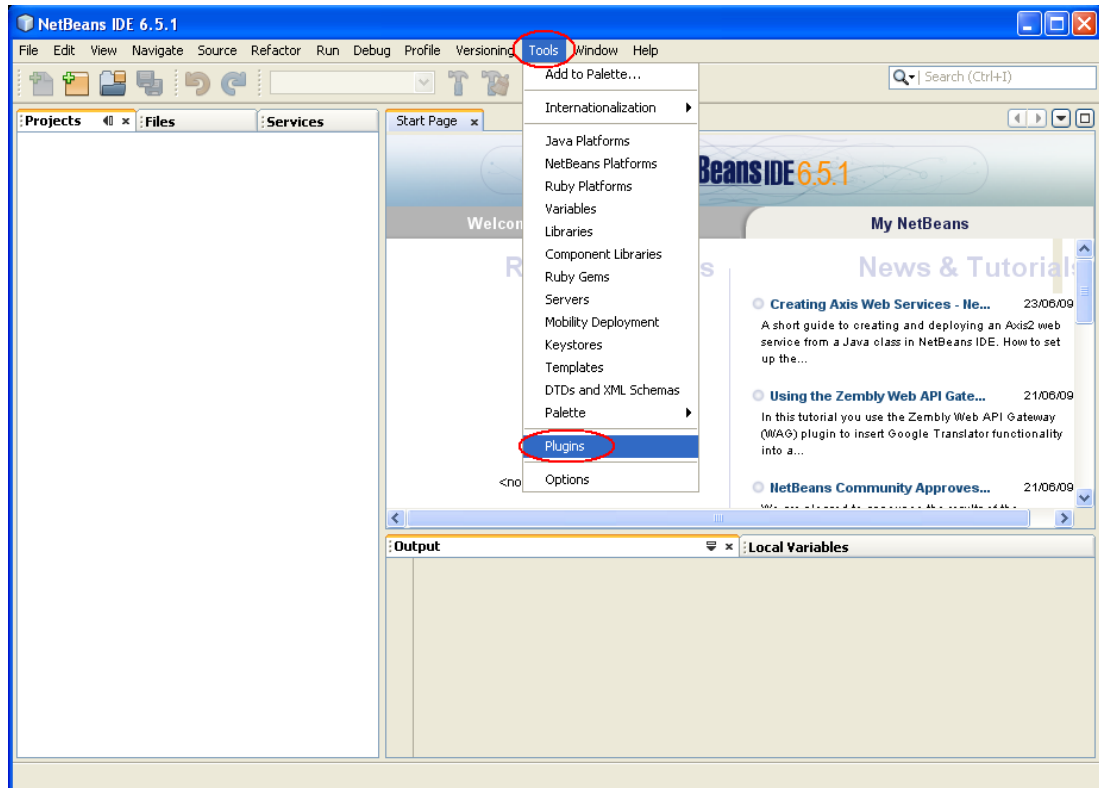 NetBeans IDE 6.5.1
File Edit View Navigate Source Refactor Run Debug Profile Versioning Tools Window Help
Search (Ctrl+I)
Projects Files Services
Start Page
Add to Palette...
Internationalization
Java Platforms
NetBeans Platforms
Ruby Platforms
Variables
Libraries
Component Libraries
Ruby Gems
Servers
Mobility Deployment
Keystores
Templates
DTDs and XML Schemas
Palette
Plugins
Options
Beans IDE 6.5.1
Welcom
My NetBeans
R
s
News & Tutorials
<no
Creating Axis Web Services - Ne... 23/06/09
A short guide to creating and deploying an Axis2 web
service from a Java class in NetBeans IDE. How to set
up the...
Using the Zembly Web API Gate... 21/06/09
In this tutorial you use the Zembly Web API Gateway
(WAG) plugin to insert Google Translator functionality
into a...
NetBeans Community Approves... 21/06/09
Output Local Variables